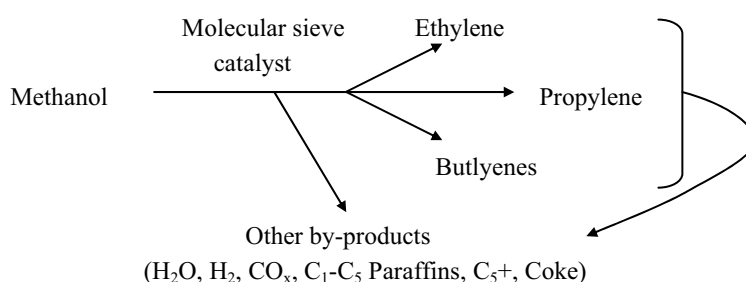 Molecular sieve
catalyst
Ethylene
Methanol
Propylene
Butlyenes
Other by-products
(H₂O, H₂, COₓ, C₁-C₅ Paraffins, C₅+, Coke)